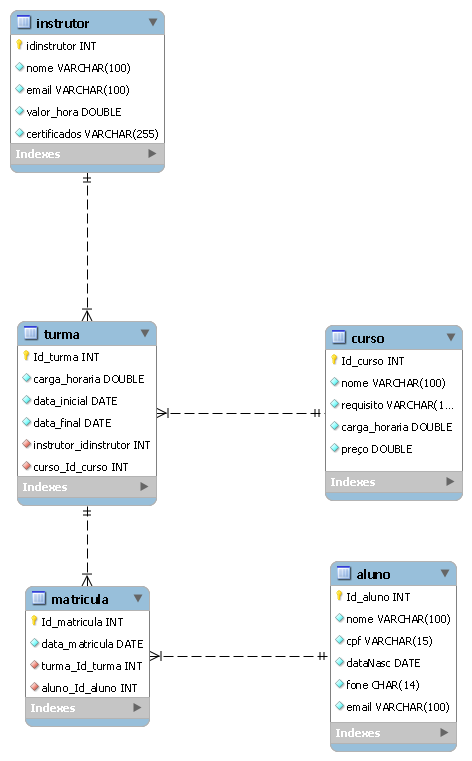 instrutor
idinstrutor INT
nome VARCHAR(100)
email VARCHAR(100)
valor_hora DOUBLE
certificados VARCHAR(255)
Indexes
turma
Id_turma INT
carga_horaria DOUBLE
data_inicial DATE
data_final DATE
instrutor_idinstrutor INT
curso_Id_curso INT
Indexes
curso
Id_curso INT
nome VARCHAR(100)
requisito VARCHAR(1...
carga_horaria DOUBLE
preço DOUBLE
Indexes
matricula
Id_matricula INT
data_matricula DATE
turma_Id_turma INT
aluno_Id_aluno INT
Indexes
aluno
Id_aluno INT
nome VARCHAR(100)
cpf VARCHAR(15)
dataNasc DATE
fone CHAR(14)
email VARCHAR(100)
Indexes